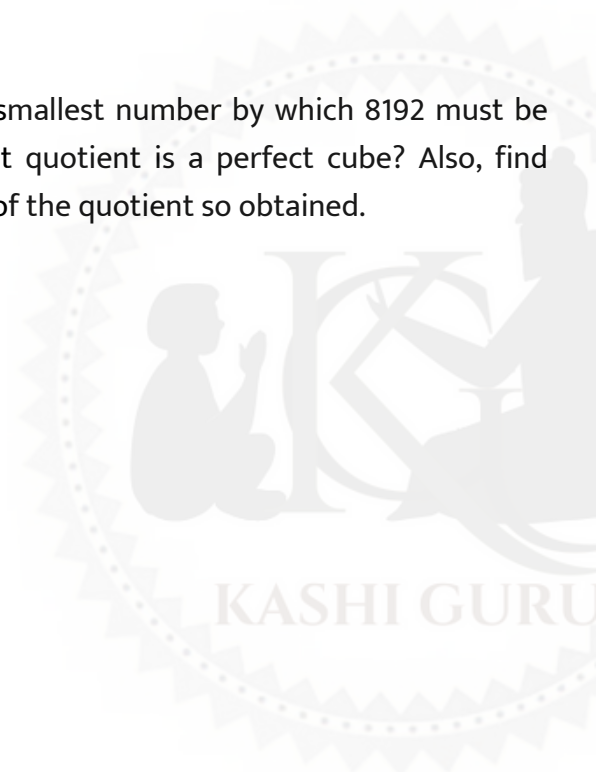 smallest number by which 8192 must be
t quotient is a perfect cube? Also, find
of the quotient so obtained.
KASHI GURU